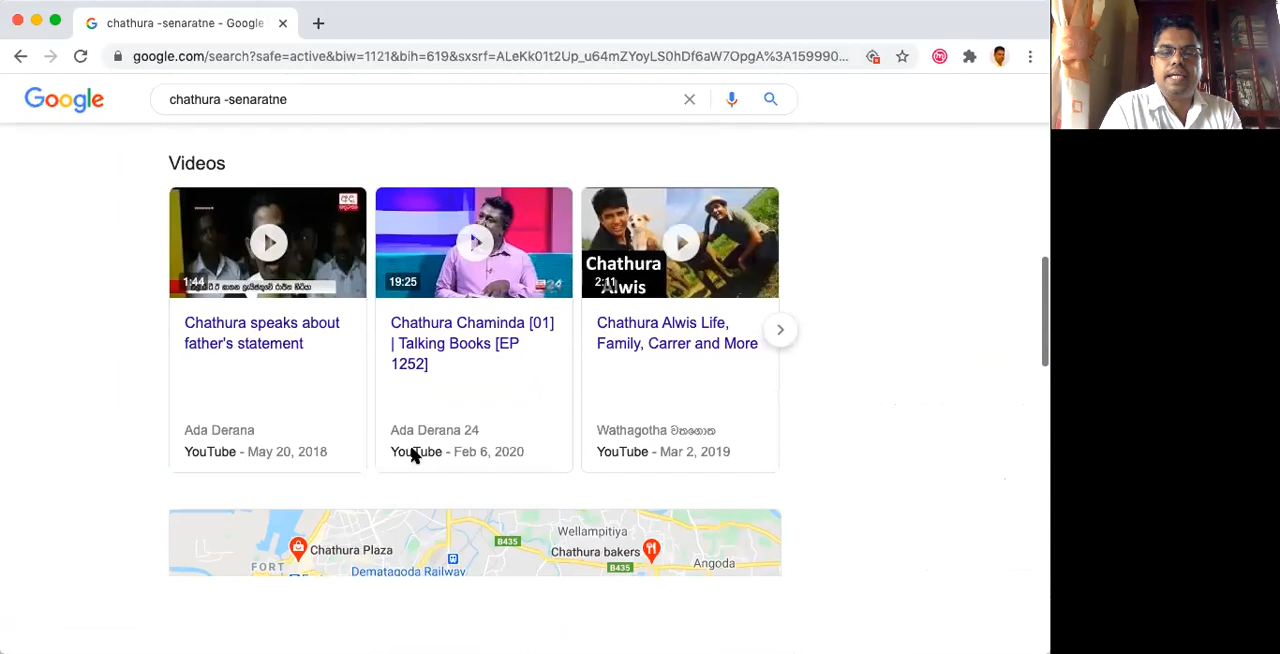 chathura -senaratne - Google
google.com/search?safe=active&biw=1121&bih=619&sxsrf=ALeKk01t2Up_u64mZYoyLS0hDf6aW7OpgA%3A159990...
Google
chathura -senaratne
Videos
1:44
19:25
24
Chathura
Alwis
2:11
Chathura speaks about
father's statement
Chathura Chaminda [01]
| Talking Books [EP
1252]
Chathura Alwis Life,
Family, Carrer and More
Ada Derana
YouTube - May 20, 2018
Ada Derana 24
YouTube - Feb 6, 2020
Wathagotha වතගොත
YouTube - Mar 2, 2019
Chathura Plaza
FORT
Dematagoda Railway
B435
Wellampitiya
Chathura bakers
B435
Angoda